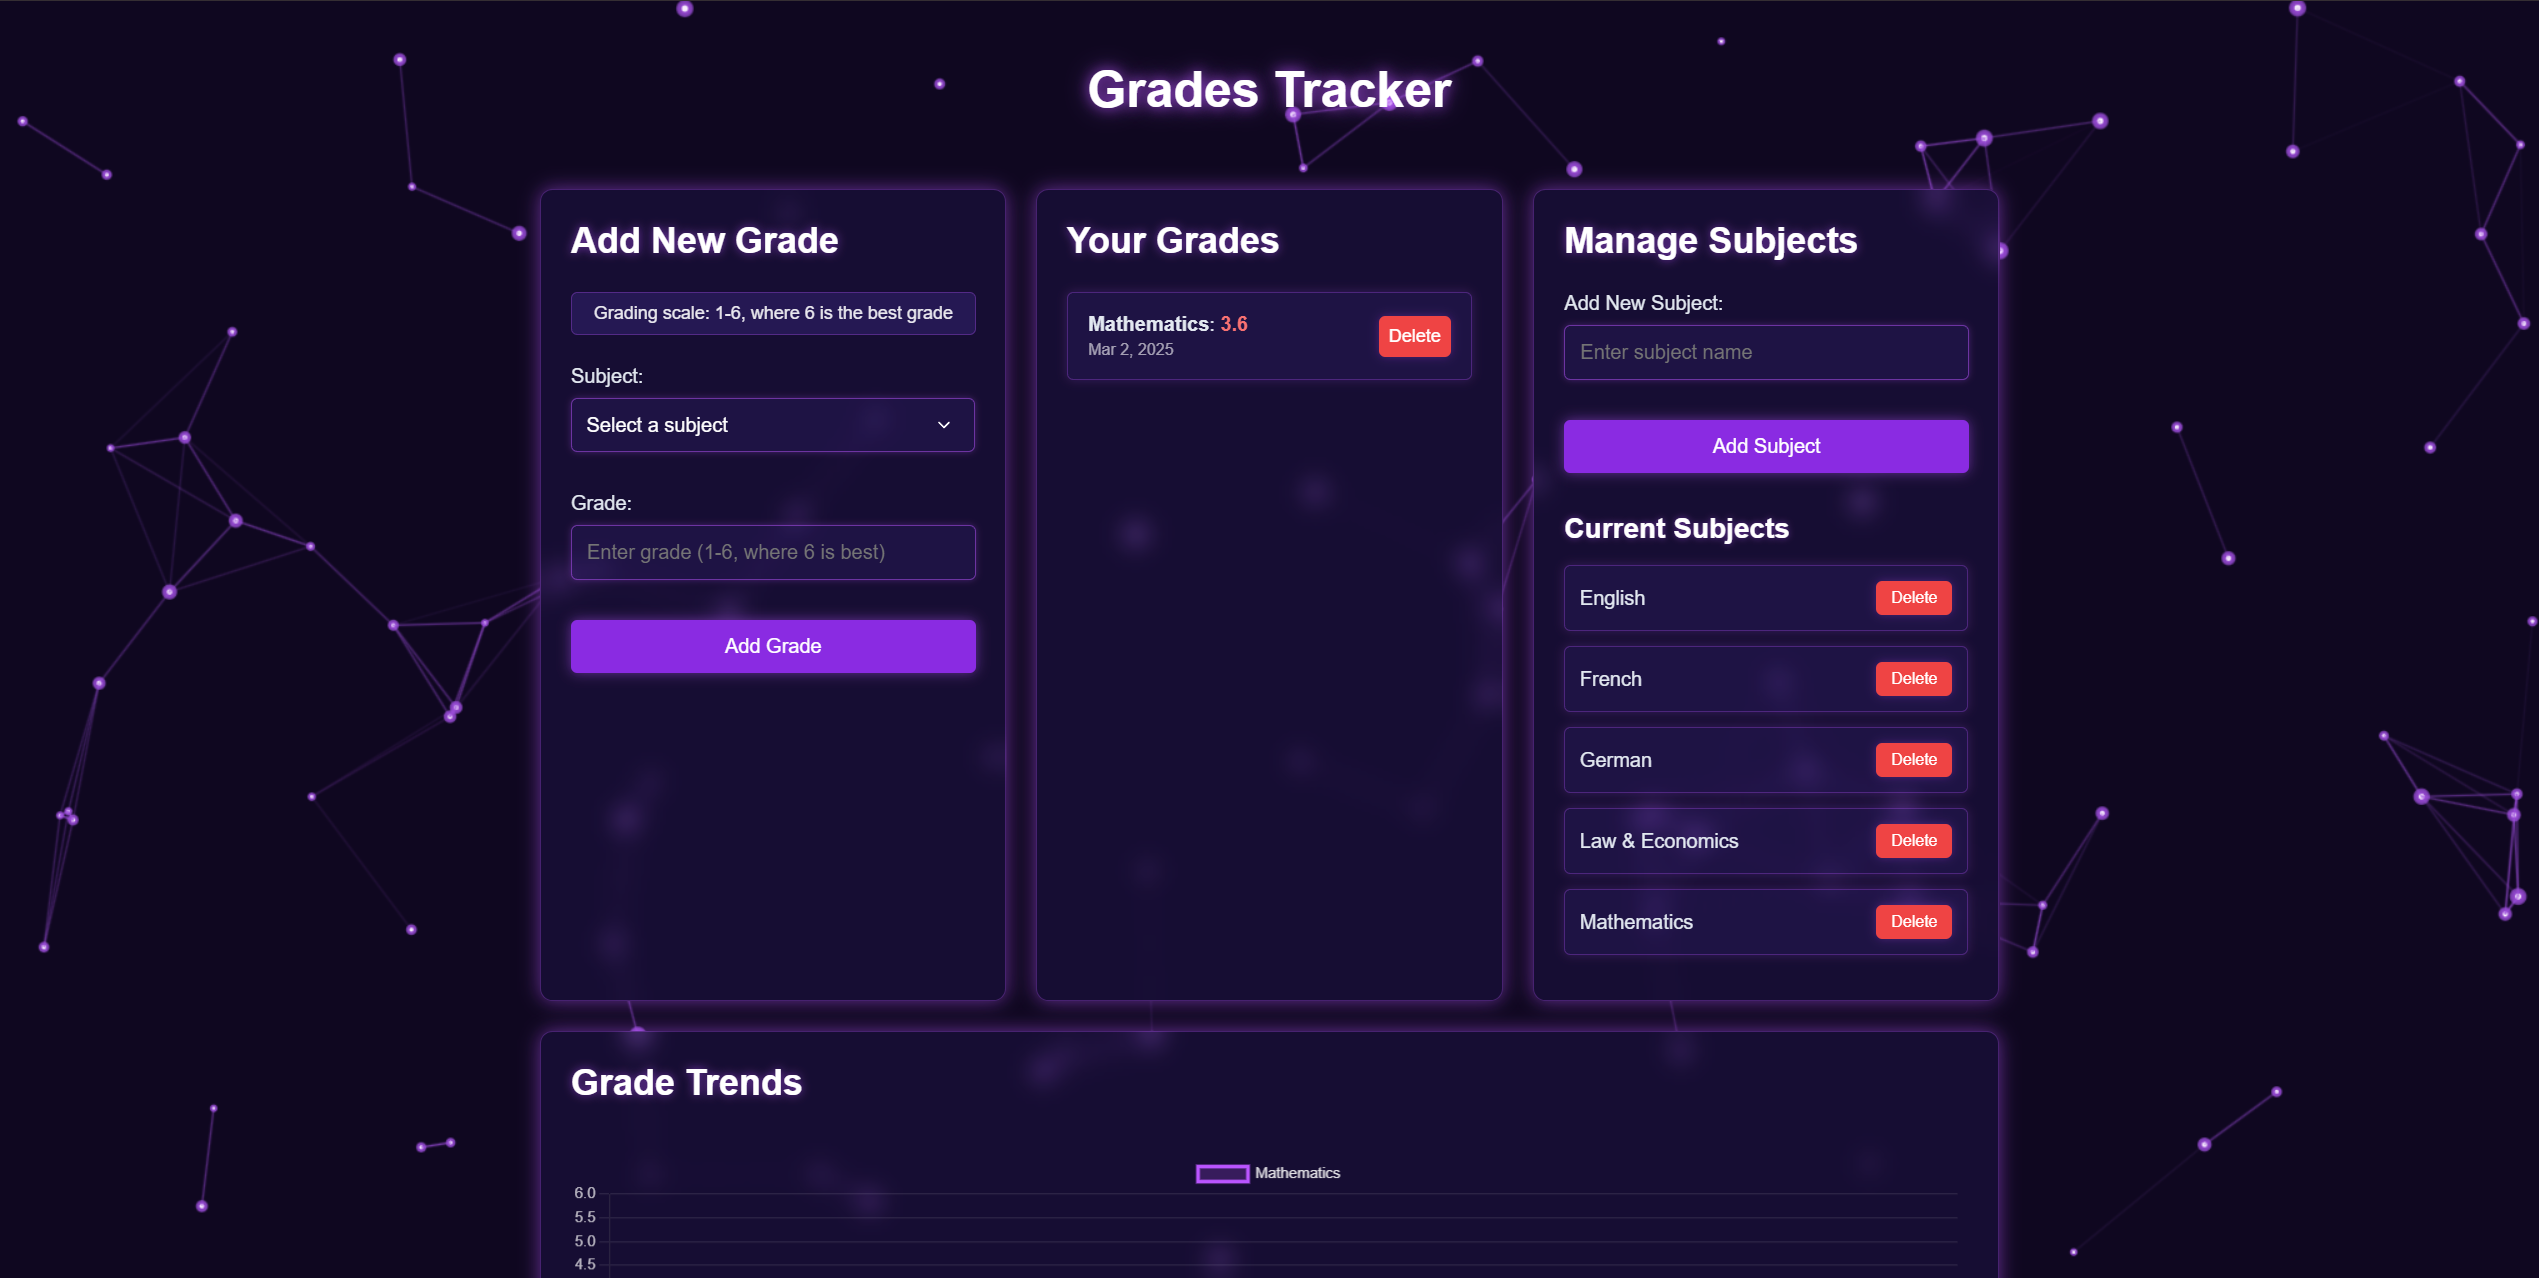 Grades Tracker
Add New Grade
Grading scale: 1-6, where 6 is the best grade
Subject:
Select a subject
Grade:
Enter grade (1-6, where 6 is best)
Add Grade
Your Grades
Mathematics: 3.6
Mar 2, 2025
Delete
Manage Subjects
Add New Subject:
Enter subject name
Add Subject
Current Subjects
English
Delete
French
Delete
German
Delete
Law & Economics
Delete
Mathematics
Delete
Grade Trends
Mathematics
6.0
5.5
5.0
4.5